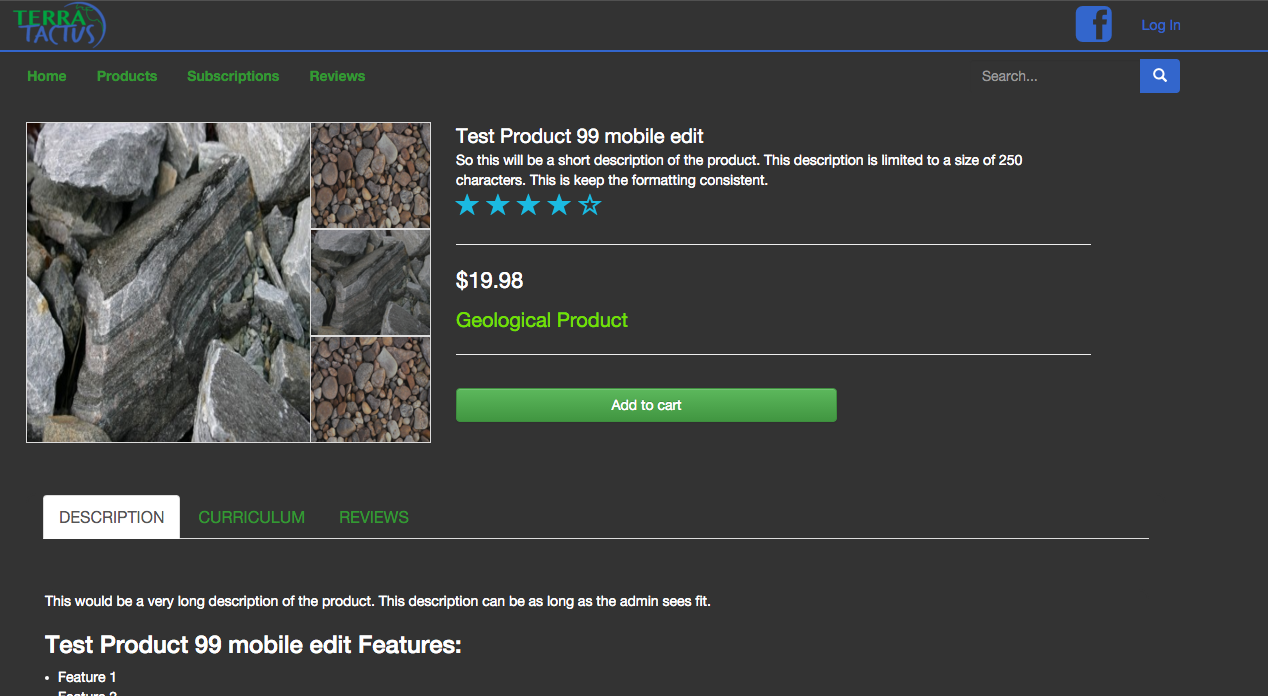 TERRA
TACTUS
Log In
Home Products Subscriptions Reviews
Search...
Test Product 99 mobile edit
So this will be a short description of the product. This description is limited to a size of 250
characters. This is keep the formatting consistent.
$19.98
Geological Product
Add to cart
DESCRIPTION CURRICULUM REVIEWS
This would be a very long description of the product. This description can be as long as the admin sees fit.
Test Product 99 mobile edit Features:
• Feature 1
Feature 2